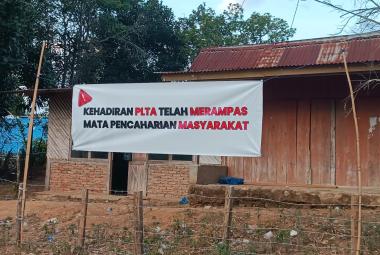 KEHADIRAN PLTA TELAH MERAMPAS
MATA PENCAHARIAN MASYARAKAT